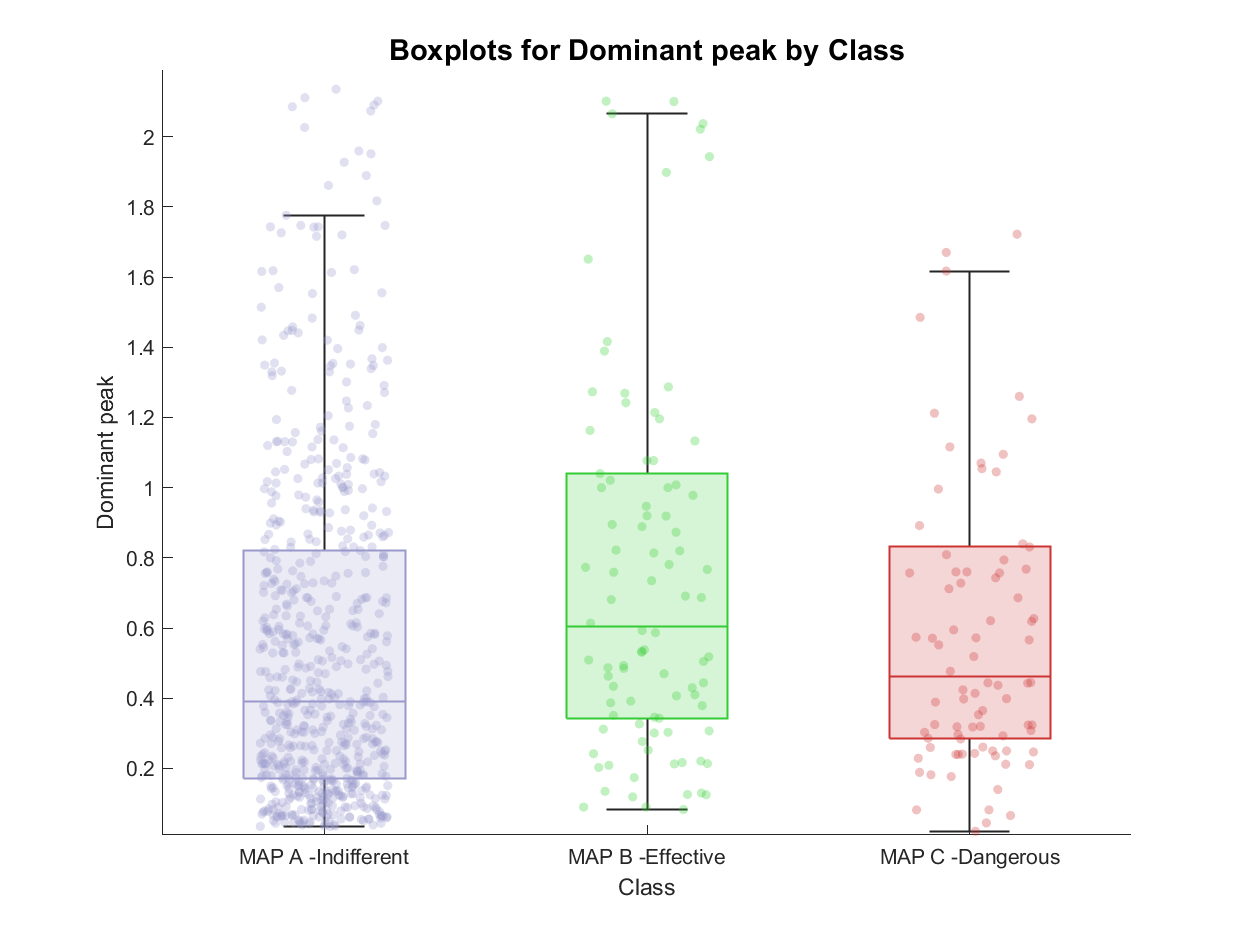 Boxplots for Dominant peak by Class
Dominant peak
2
1.8
1.6
1.4
1.2
1
0.8
0.6
0.4
0.2
MAP A -Indifferent
MAP B -Effective
MAP C -Dangerous
Class